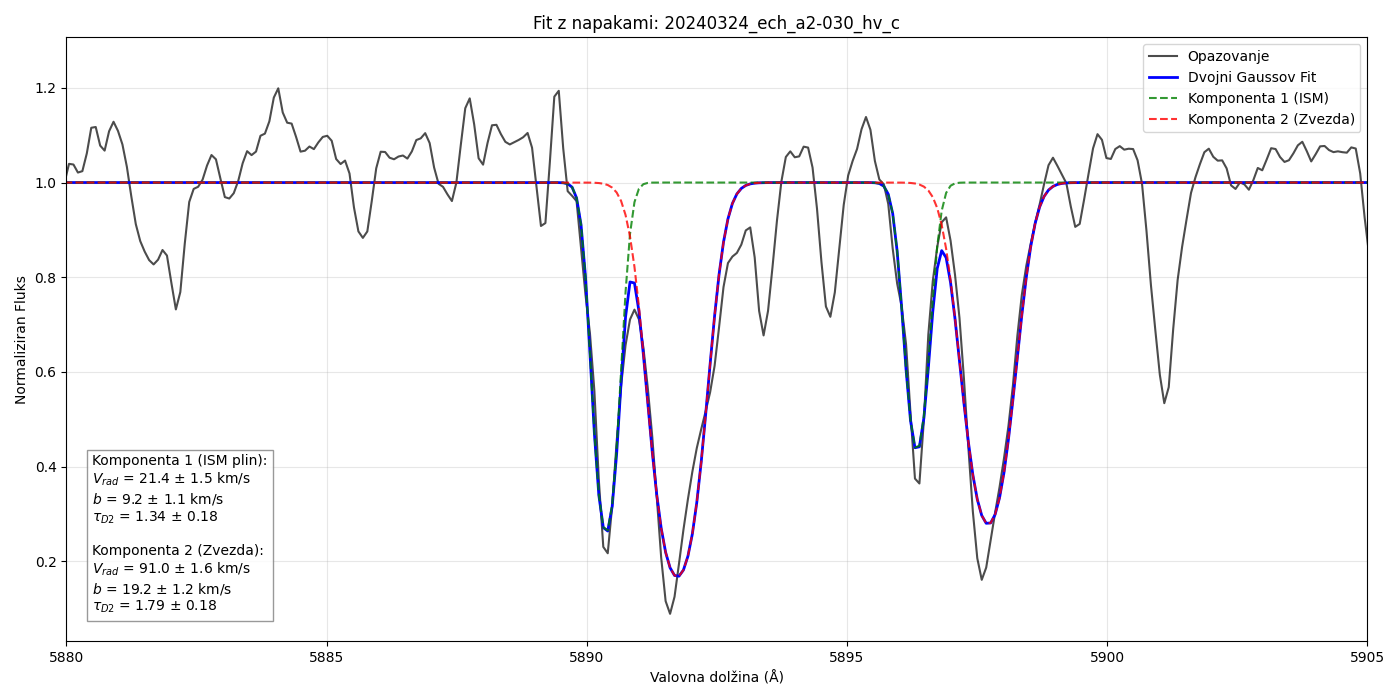 Fit z napakami: 20240324_ech_a2-030_hv_c
Normaliziran Fluks
1.2
1.0
0.8
0.6
0.4
0.2
Opazovanje
Dvojni Gaussov Fit
Komponenta 1 (ISM)
Komponenta 2 (Zvezda)
Komponenta 1 (ISM plin):
V_rad = 21.4 ± 1.5 km/s
b = 9.2 ± 1.1 km/s
τ_D2 = 1.34 ± 0.18
Komponenta 2 (Zvezda):
V_rad = 91.0 ± 1.6 km/s
b = 19.2 ± 1.2 km/s
τ_D2 = 1.79 ± 0.18
5880 5885 5890 5895 5900 5905
Valovna dolžina (Å)